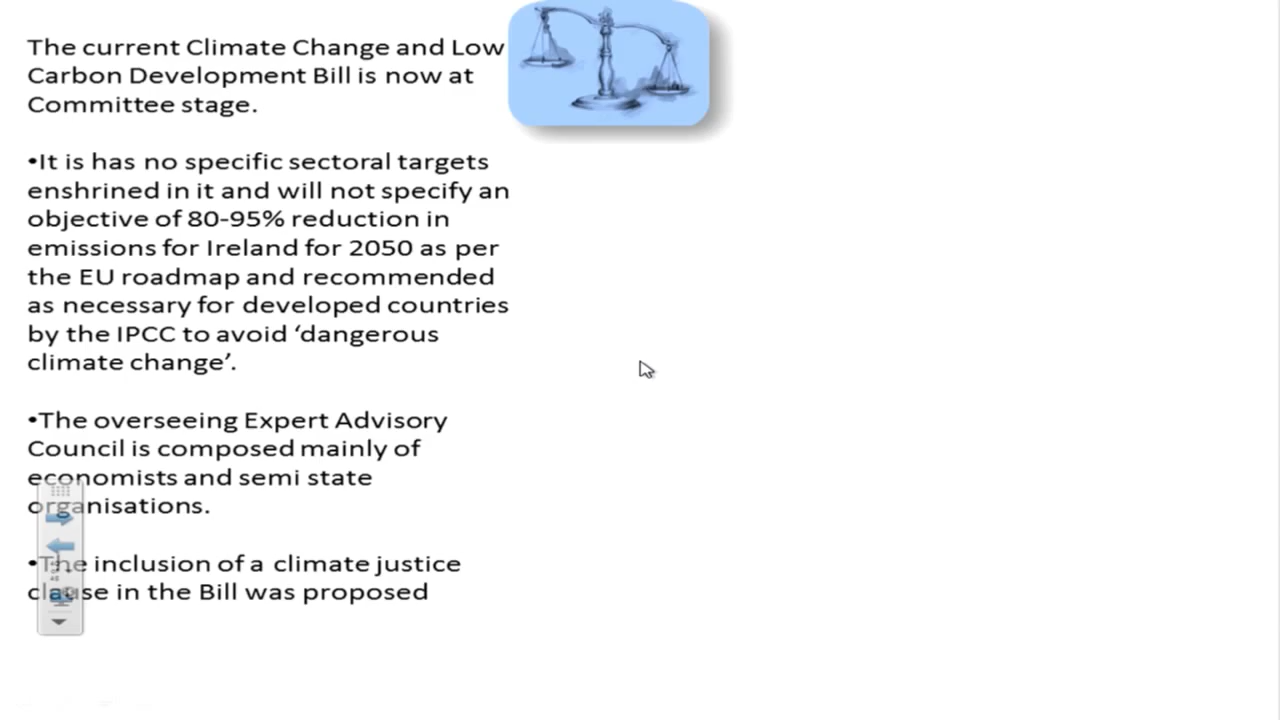 The current Climate Change and Low
Carbon Development Bill is now at
Committee stage.
•It is has no specific sectoral targets
enshrined in it and will not specify an
objective of 80-95% reduction in
emissions for Ireland for 2050 as per
the EU roadmap and recommended
as necessary for developed countries
by the IPCC to avoid ‘dangerous
climate change’.
•The overseeing Expert Advisory
Council is composed mainly of
economists and semi state
organisations.
•The inclusion of a climate justice
clause in the Bill was proposed